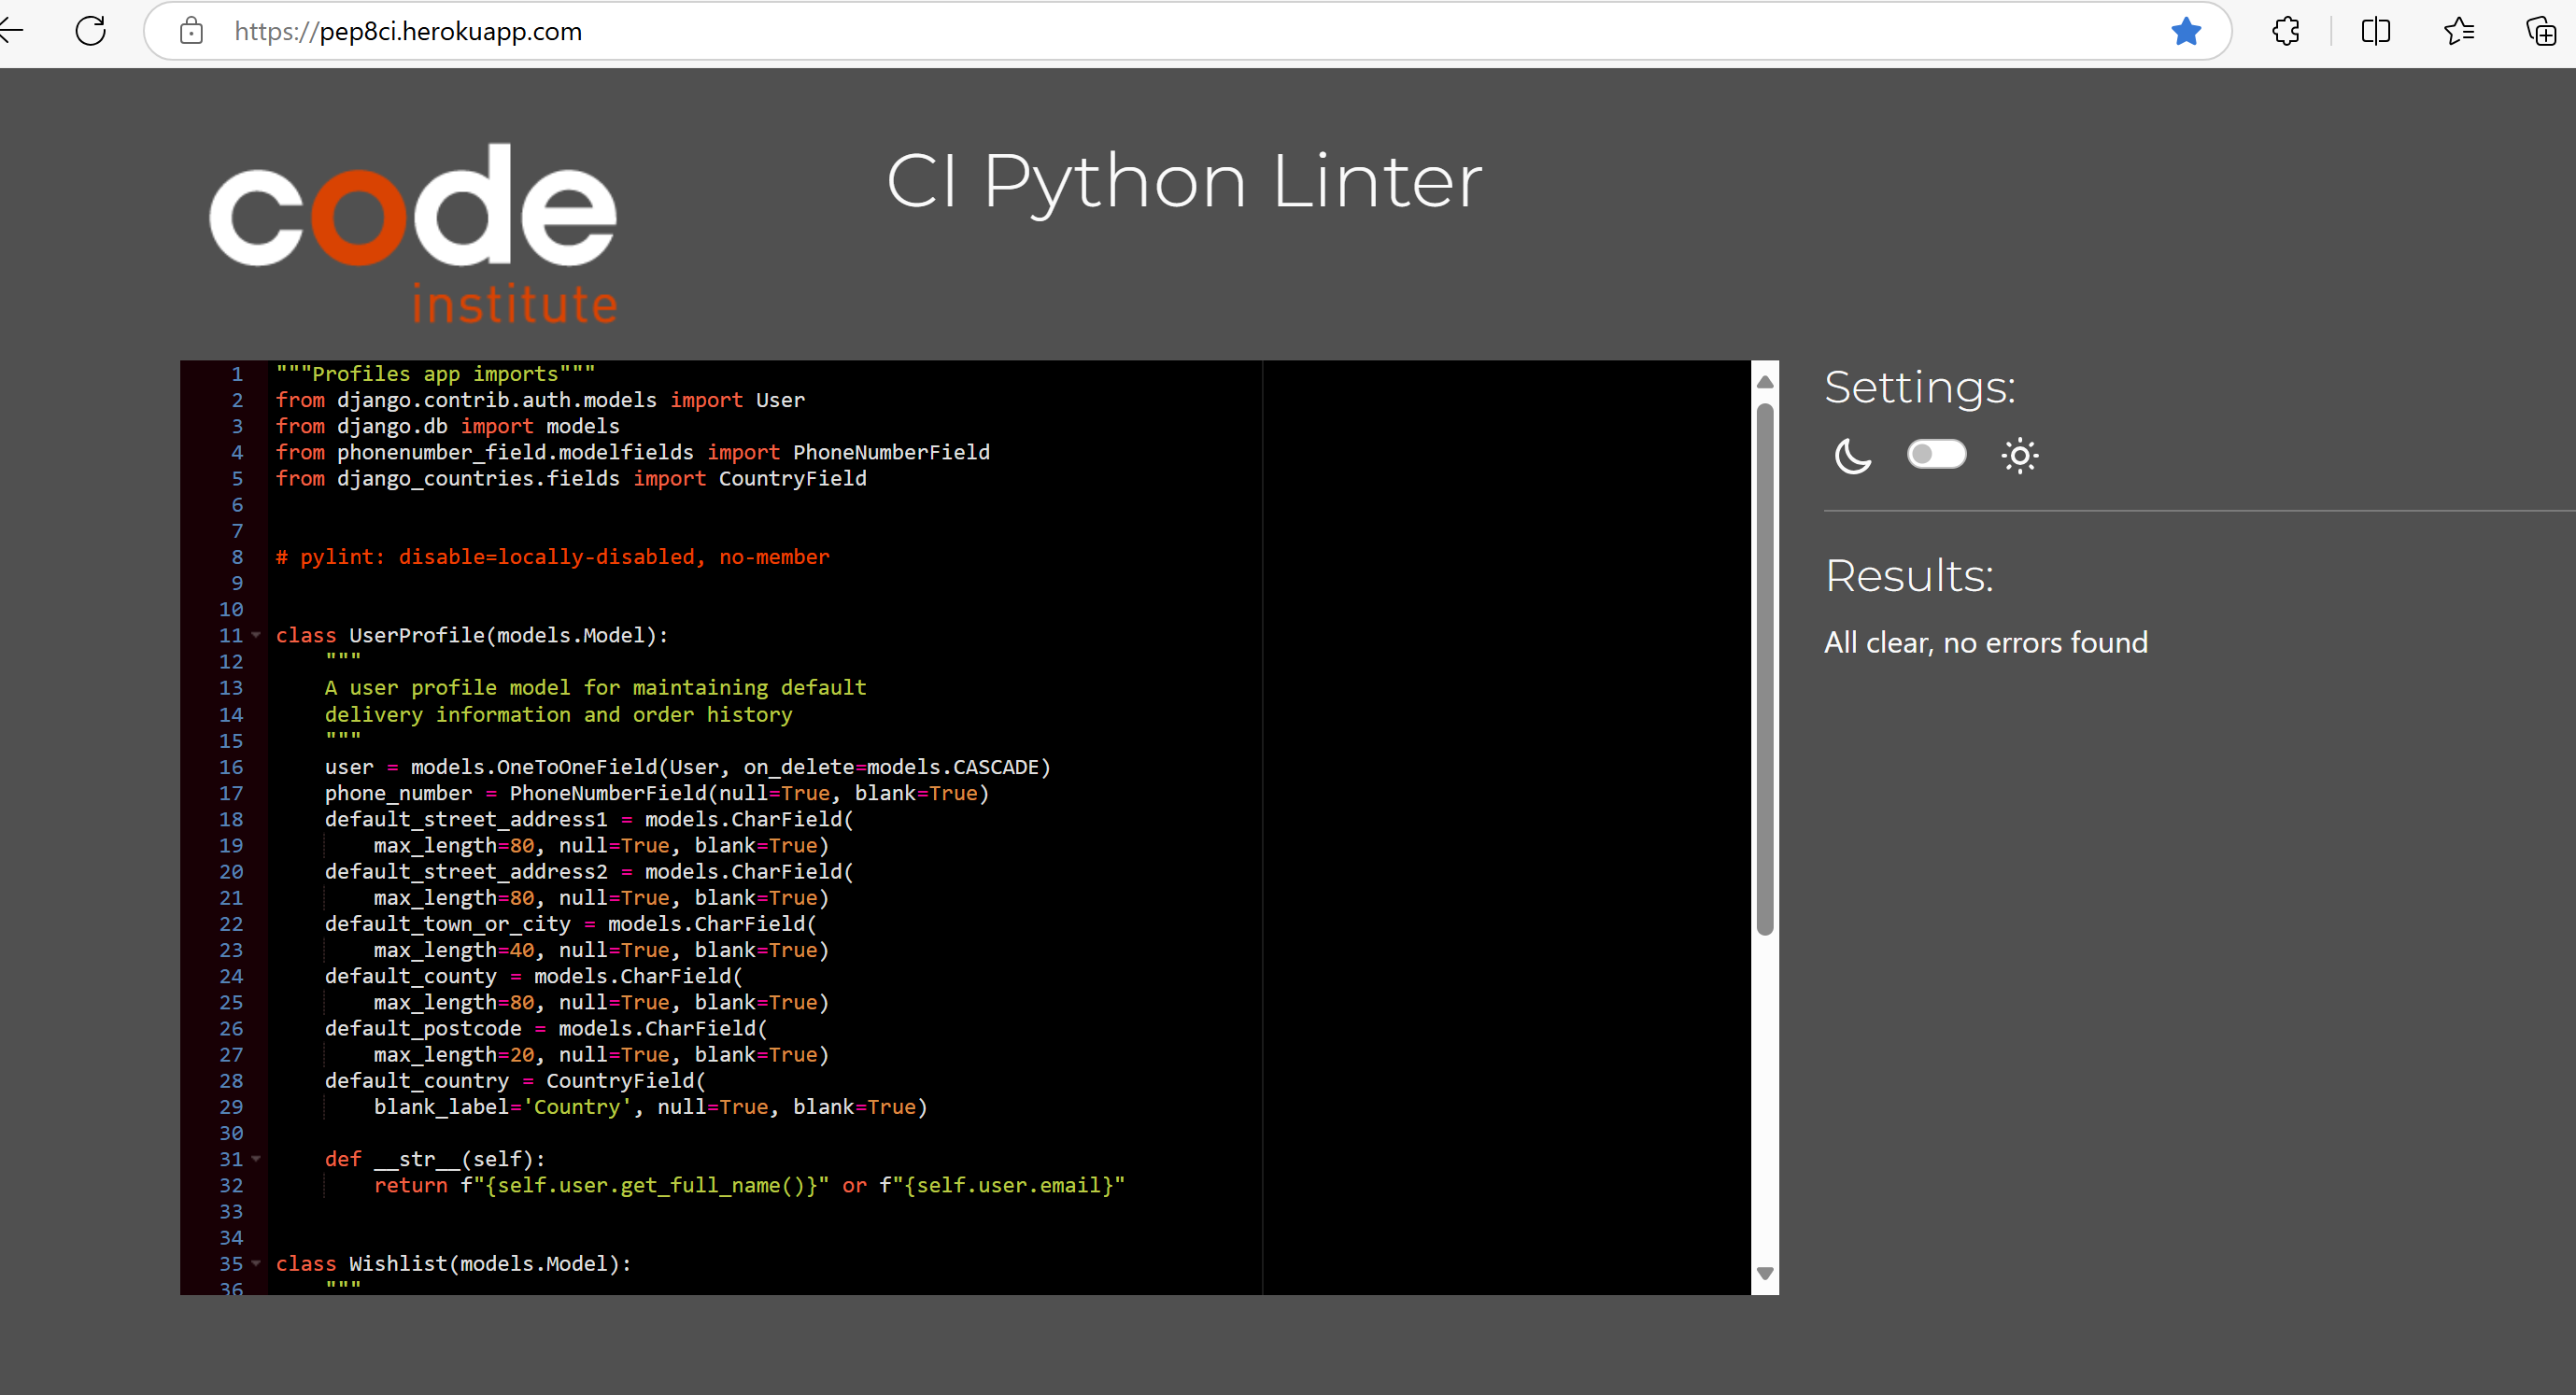 https://pep8ci.herokuapp.com
code
institute
CI Python Linter
1 """Profiles app imports"""
2 from django.contrib.auth.models import User
3 from django.db import models
4 from phonenumber_field.modelfields import PhoneNumberField
5 from django_countries.fields import CountryField
6
7
8 # pylint: disable=locally-disabled, no-member
9
10
11 class UserProfile(models.Model):
12     """
13     A user profile model for maintaining default
14     delivery information and order history
15     """
16     user = models.OneToOneField(User, on_delete=models.CASCADE)
17     phone_number = PhoneNumberField(null=True, blank=True)
18     default_street_address1 = models.CharField(
19         max_length=80, null=True, blank=True)
20     default_street_address2 = models.CharField(
21         max_length=80, null=True, blank=True)
22     default_town_or_city = models.CharField(
23         max_length=40, null=True, blank=True)
24     default_county = models.CharField(
25         max_length=80, null=True, blank=True)
26     default_postcode = models.CharField(
27         max_length=20, null=True, blank=True)
28     default_country = CountryField(
29         blank_label='Country', null=True, blank=True)
30
31     def __str__(self):
32         return f"{self.user.get_full_name()}" or f"{self.user.email}"
33
34
35 class Wishlist(models.Model):
36     """
Settings:
Results:
All clear, no errors found